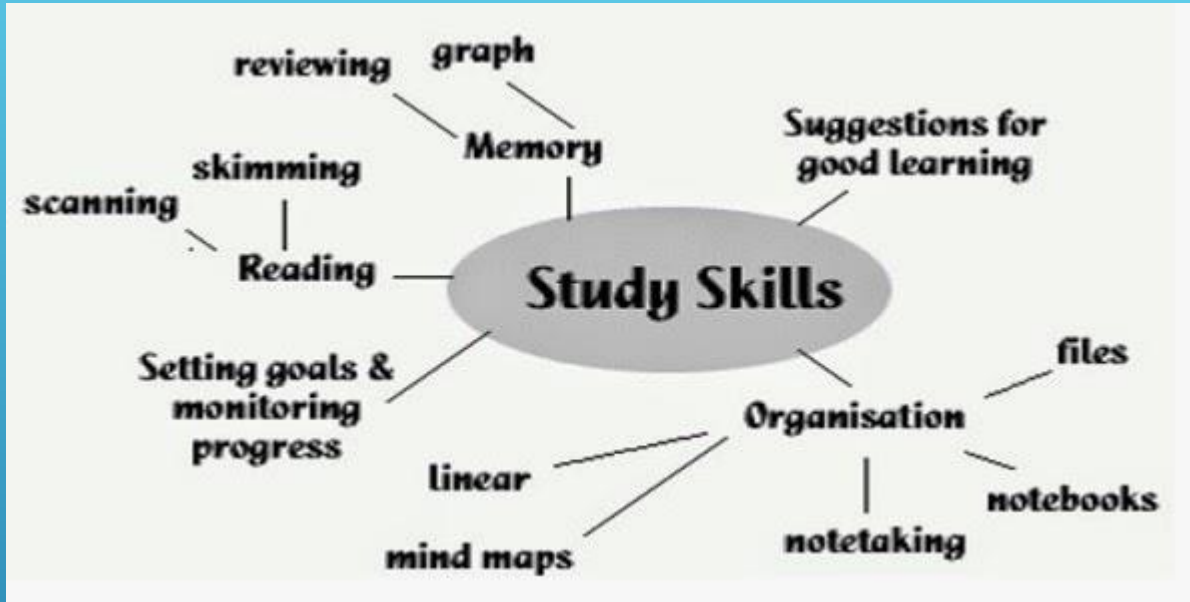 reviewing
graph
Memory
Suggestions for
good learning
skimming
scanning
Reading
Study Skills
Setting goals &
monitoring
progress
files
Organisation
linear
notebooks
mind maps
notetaking